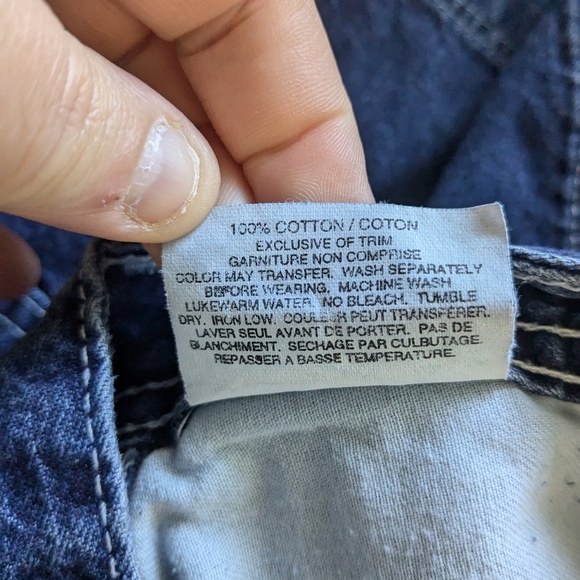 100% COTTON / COTON
EXCLUSIVE OF TRIM
GARNITURE NON COMPRISE
COLOR MAY TRANSFER. WASH SEPARATELY
BEFORE WEARING. MACHINE WASH
LUKEWARM WATER. NO BLEACH. TUMBLE
DRY. IRON LOW. COULEUR PEUT TRANSFÉRER.
LAVER SEUL AVANT DE PORTER. PAS DE
BLANCHIMENT. SECHAGE PAR CULBUTAGE.
REPASSER A BASSE TEMPERATURE.